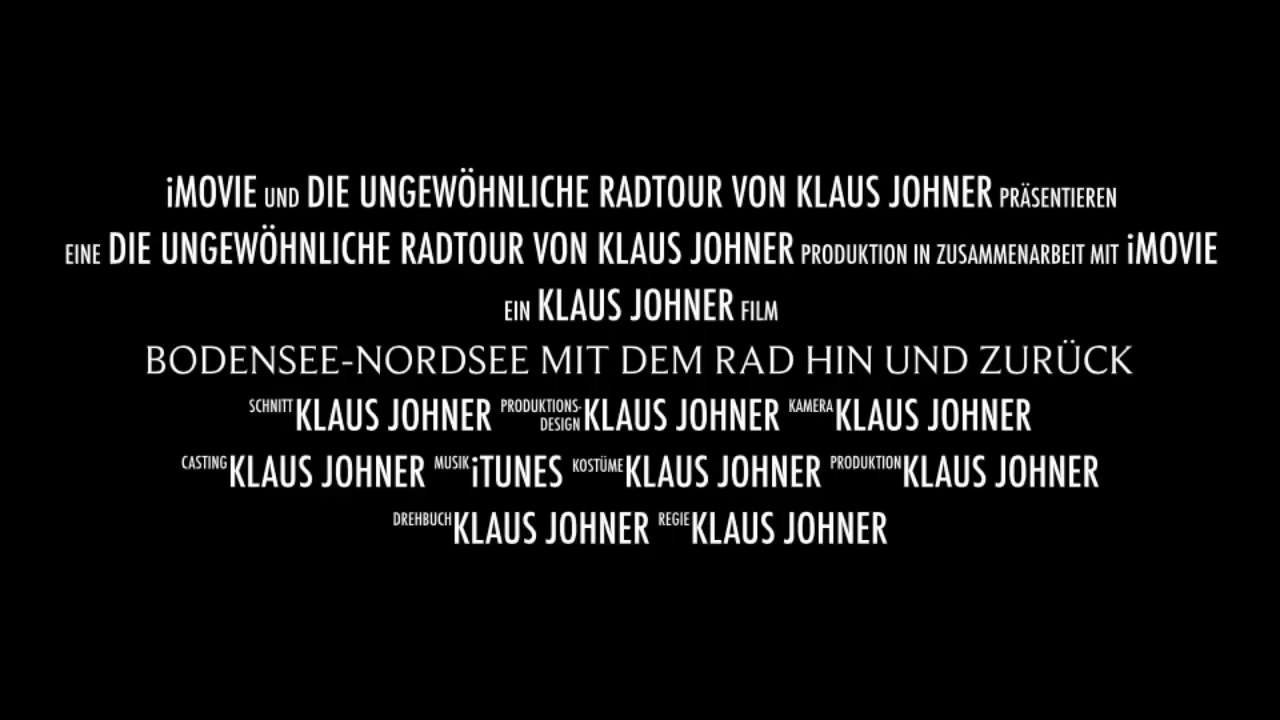 iMOVIE UND DIE UNGEWÖHNLICHE RADTOUR VON KLAUS JOHNER PRÄSENTIEREN
EINE DIE UNGEWÖHNLICHE RADTOUR VON KLAUS JOHNER PRODUKTION IN ZUSAMMENARBEIT MIT iMOVIE
EIN KLAUS JOHNER FILM
BODENSEE-NORDSEE MIT DEM RAD HIN UND ZURÜCK
SCHNITT KLAUS JOHNER PRODUKTIONS-DESIGN KLAUS JOHNER KAMERA KLAUS JOHNER
CASTING KLAUS JOHNER MUSIK iTUNES KOSTÜME KLAUS JOHNER PRODUKTION KLAUS JOHNER
DREHBUCH KLAUS JOHNER REGIE KLAUS JOHNER